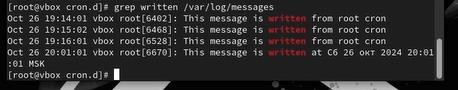 [root@vbox cron.d]# grep written /var/log/messages
Oct 26 19:14:01 vbox root[6402]: This message is written from root cron
Oct 26 19:15:02 vbox root[6468]: This message is written from root cron
Oct 26 19:16:01 vbox root[6528]: This message is written from root cron
Oct 26 20:01:01 vbox root[6670]: This message is written at Сб 26 окт 2024 20:01
:01 MSK
[root@vbox cron.d]#